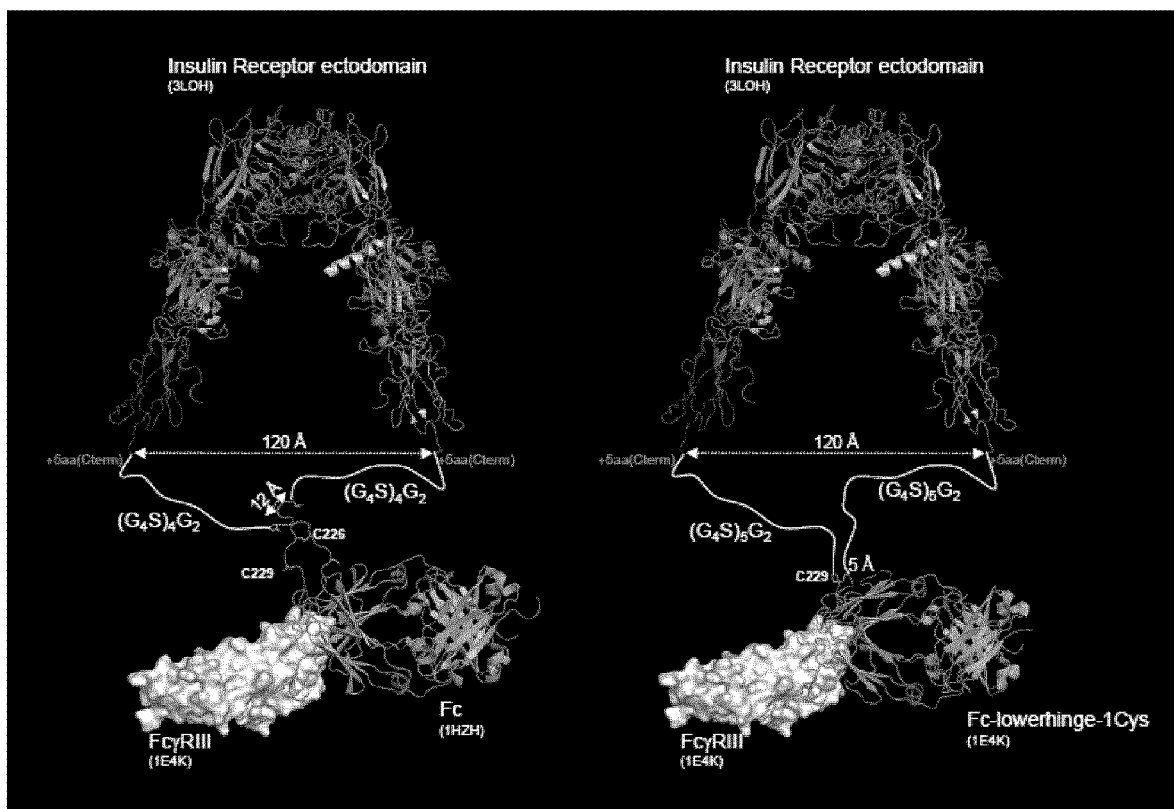 Insulin Receptor ectodomain
(3LOH)
120 Å
+5aa(Cterm)
+5aa(Cterm)
12 Å
(G₄S)₄G₂
(G₄S)₄G₂
C226
C229
Fc
(1HZH)
FcγRIII
(1E4K)
Insulin Receptor ectodomain
(3LOH)
120 Å
+5aa(Cterm)
+5aa(Cterm)
(G₄S)₅G₂
(G₄S)₅G₂
C229
5 Å
Fc-lowerhinge-1Cys
(1E4K)
FcγRIII
(1E4K)